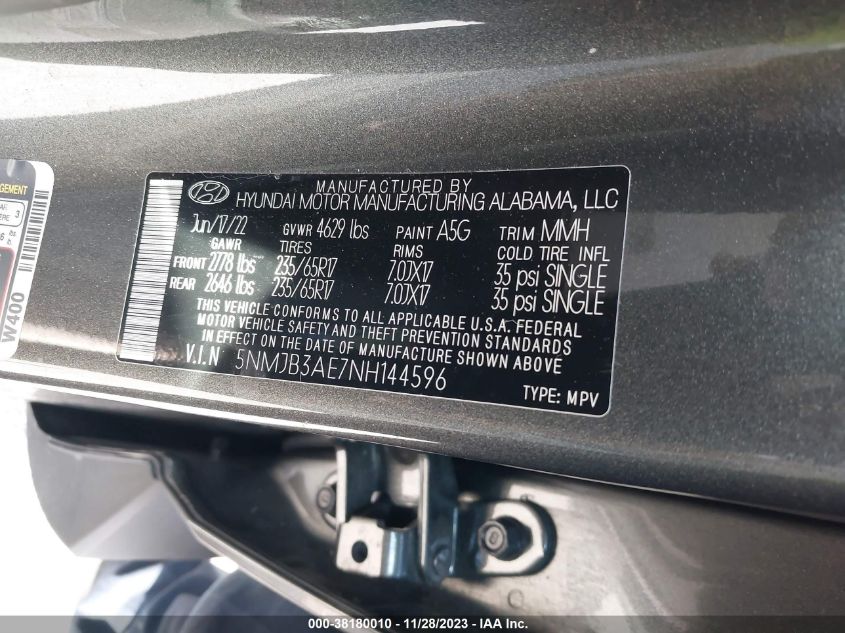 MANUFACTURED BY
HYUNDAI MOTOR MANUFACTURING ALABAMA, LLC
Jun/17/22 GVWR 4629 lbs PAINT A5G TRIM MMH
GAWR TIRES RIMS COLD TIRE INFL
FRONT 2778 lbs 235/65R17 7.0JX17 35 psi SINGLE
REAR 2646 lbs 235/65R17 7.0JX17 35 psi SINGLE
THIS VEHICLE CONFORMS TO ALL APPLICABLE U.S.A. FEDERAL
MOTOR VEHICLE SAFETY AND THEFT PREVENTION STANDARDS
IN EFFECT ON THE DATE OF MANUFACTURE SHOWN ABOVE
V.I.N 5NMJB3AE7NH144596
TYPE: MPV
3
W400
000-38180010 - 11/28/2023 - IAA Inc.